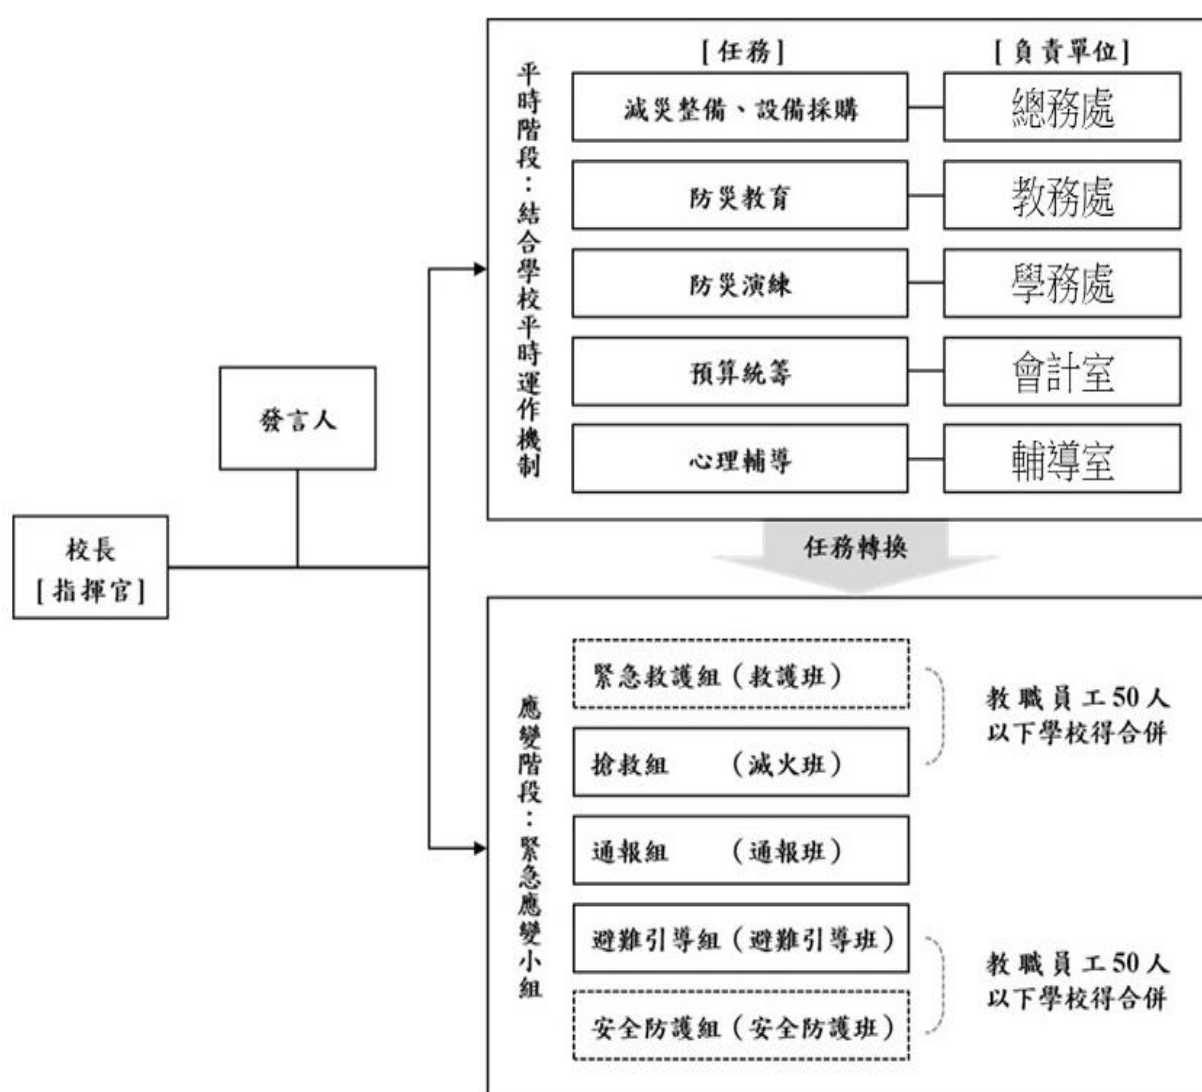 平時階段：結合學校平時運作機制
[任務] [負責單位]
減災整備、設備採購 總務處
防災教育 教務處
防災演練 學務處
預算統籌 會計室
心理輔導 輔導室
發言人
校長
[指揮官]
任務轉換
應變階段：緊急應變小組
緊急救護組（救護班）
搶救組 （滅火班）
教職員工50人
以下學校得合併
通報組 （通報班）
避難引導組（避難引導班）
安全防護組（安全防護班）
教職員工50人
以下學校得合併